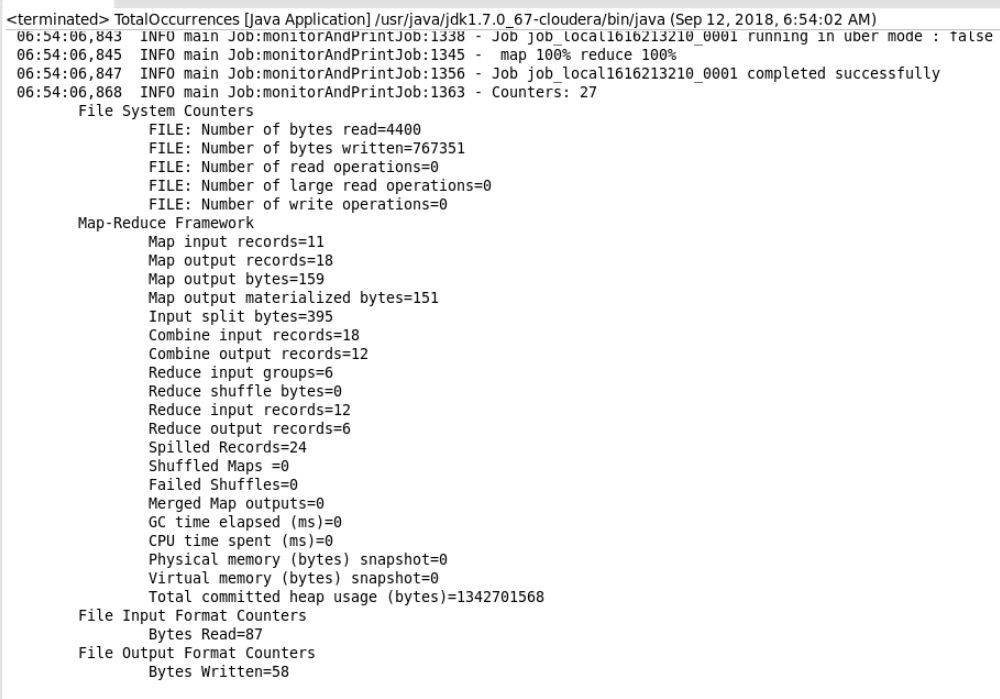 <terminated> TotalOccurrences [Java Application] /usr/java/jdk1.7.0_67-cloudera/bin/java (Sep 12, 2018, 6:54:02 AM)
06:54:06,843  INFO main Job:monitorAndPrintJob:1338 - Job job_local1616213210_0001 running in uber mode : false
06:54:06,845  INFO main Job:monitorAndPrintJob:1345 -  map 100% reduce 100%
06:54:06,847  INFO main Job:monitorAndPrintJob:1356 - Job job_local1616213210_0001 completed successfully
06:54:06,868  INFO main Job:monitorAndPrintJob:1363 - Counters: 27
File System Counters
FILE: Number of bytes read=4400
FILE: Number of bytes written=767351
FILE: Number of read operations=0
FILE: Number of large read operations=0
FILE: Number of write operations=0
Map-Reduce Framework
Map input records=11
Map output records=18
Map output bytes=159
Map output materialized bytes=151
Input split bytes=395
Combine input records=18
Combine output records=12
Reduce input groups=6
Reduce shuffle bytes=0
Reduce input records=12
Reduce output records=6
Spilled Records=24
Shuffled Maps =0
Failed Shuffles=0
Merged Map outputs=0
GC time elapsed (ms)=0
CPU time spent (ms)=0
Physical memory (bytes) snapshot=0
Virtual memory (bytes) snapshot=0
Total committed heap usage (bytes)=1342701568
File Input Format Counters
Bytes Read=87
File Output Format Counters
Bytes Written=58